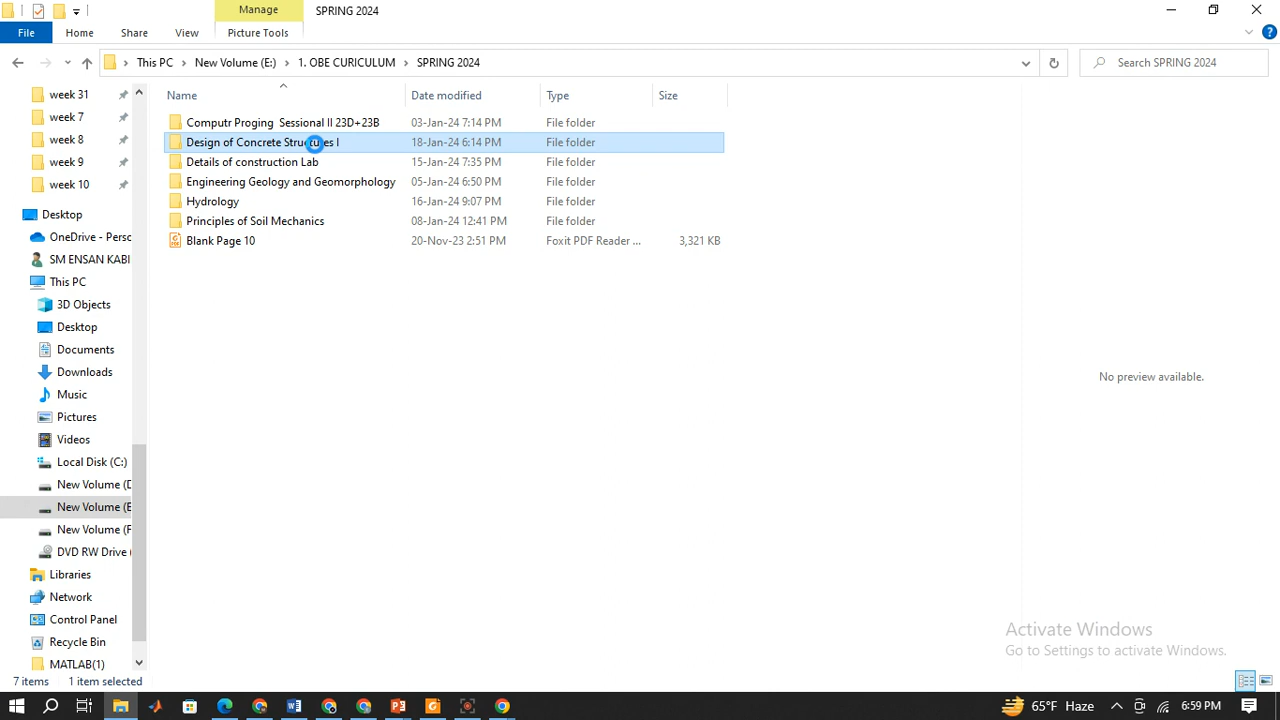 Manage
SPRING 2024
File
Home
Share
View
Picture Tools
This PC
New Volume (E:)
1. OBE CURICULUM
SPRING 2024
Search SPRING 2024
Name
Date modified
Type
Size
Computr Proging Sessional II 23D+23B
03-Jan-24 7:14 PM
File folder
Design of Concrete Structures I
18-Jan-24 6:14 PM
File folder
Details of construction Lab
15-Jan-24 7:35 PM
File folder
Engineering Geology and Geomorphology
05-Jan-24 6:50 PM
File folder
Hydrology
16-Jan-24 9:07 PM
File folder
Principles of Soil Mechanics
08-Jan-24 12:41 PM
File folder
Blank Page 10
20-Nov-23 2:51 PM
Foxit PDF Reader ...
3,321 KB
week 31
week 7
week 8
week 9
week 10
Desktop
OneDrive - Perso
SM ENSAN KABI
This PC
3D Objects
Desktop
Documents
Downloads
Music
Pictures
Videos
Local Disk (C:)
New Volume (D
New Volume (E
New Volume (F
DVD RW Drive (
Libraries
Network
Control Panel
Recycle Bin
MATLAB(1)
No preview available.
Activate Windows
Go to Settings to activate Windows.
7 items
1 item selected
65°F Haze
6:59 PM